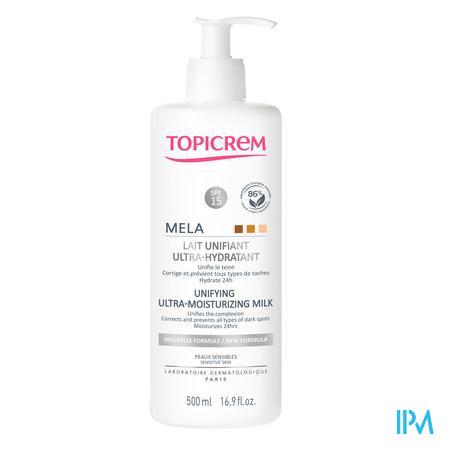 TOPICREM
SPF
15
86%
MELA
LAIT UNIFIANT
ULTRA-HYDRATANT
Unifie le teint
Corrige et prévient tous types de taches
Hydrate 24h
UNIFYING
ULTRA-MOISTURIZING MILK
Unifies the complexion
Corrects and prevents all types of dark spots
Moisturizes 24hrs
NOUVELLE FORMULE / NEW FORMULA
PEAUX SENSIBLES
SENSITIVE SKIN
LABORATOIRE DERMATOLOGIQUE
PARIS
500 ml 16.9 fl.oz.
IPM